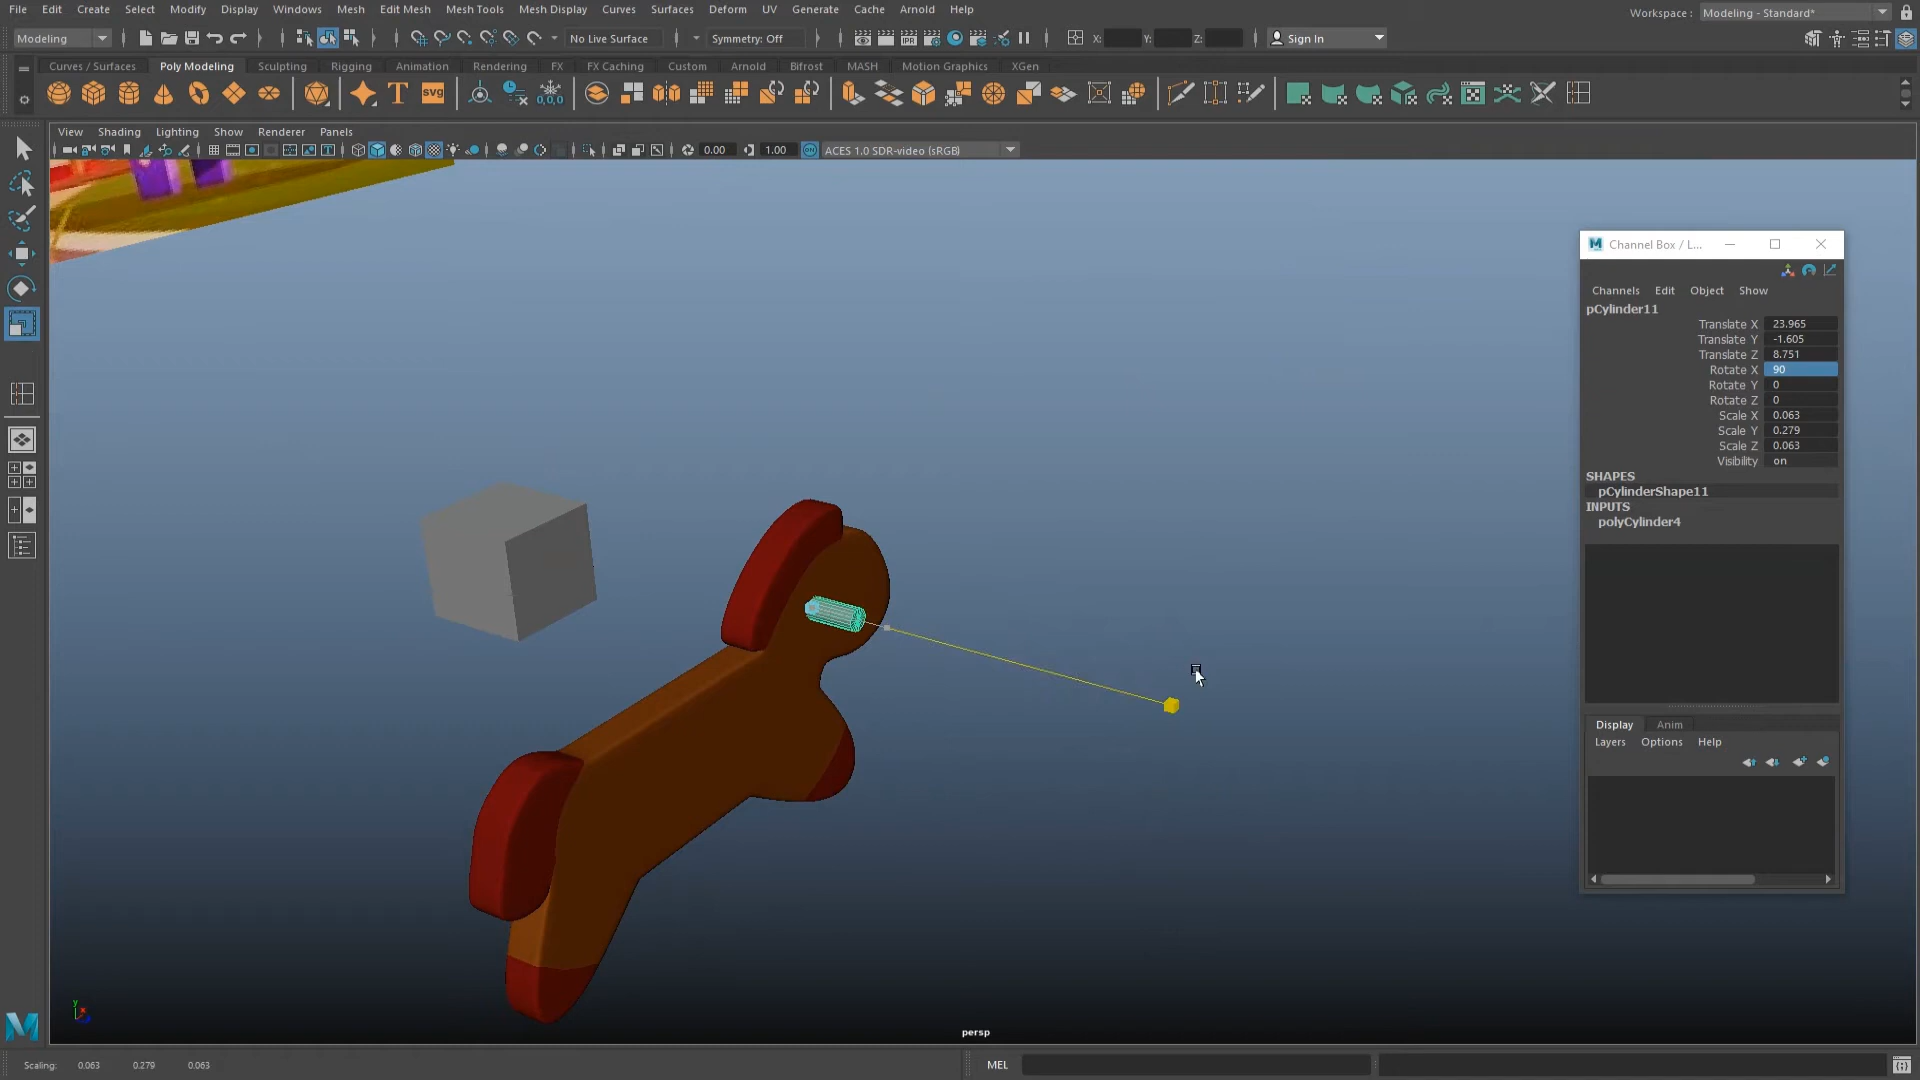 File Edit Create Select Modify Display Windows Mesh Edit Mesh Mesh Tools Mesh Display Curves Surfaces Deform UV Generate Cache Arnold Help
Workspace : Modeling - Standard*
Modeling
No Live Surface
Symmetry: Off
X: Y: Z:
Sign In
Curves / Surfaces Poly Modeling Sculpting Rigging Animation Rendering FX FX Caching Custom Arnold Bifrost MASH Motion Graphics XGen
T svg
0,0,0
View Shading Lighting Show Renderer Panels
0.00 1.00 ACES 1.0 SDR-video (sRGB)
M Channel Box / L...
Channels Edit Object Show
pCylinder11
Translate X 23.965
Translate Y -1.605
Translate Z 8.751
Rotate X 90
Rotate Y 0
Rotate Z 0
Scale X 0.063
Scale Y 0.279
Scale Z 0.063
Visibility on
SHAPES
pCylinderShape11
INPUTS
polyCylinder4
Display Anim
Layers Options Help
y
persp
M
Scaling: 0.063 0.279 0.063
MEL